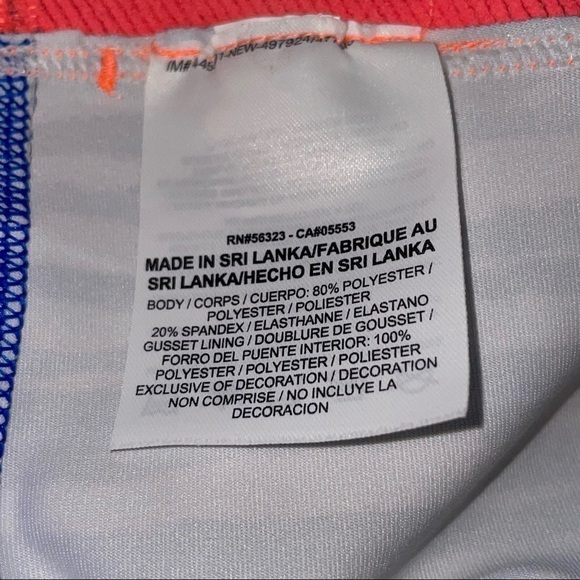 RN#56323 - CA#05553
MADE IN SRI LANKA/FABRIQUE AU
SRI LANKA/HECHO EN SRI LANKA
BODY / CORPS / CUERPO: 80% POLYESTER /
POLYESTER / POLIESTER
20% SPANDEX / ELASTHANNE / ELASTANO
GUSSET LINING / DOUBLURE DE GOUSSET /
FORRO DEL PUENTE INTERIOR: 100%
POLYESTER / POLYESTER / POLIESTER
EXCLUSIVE OF DECORATION / DECORATION
NON COMPRISE / NO INCLUYE LA
DECORACION